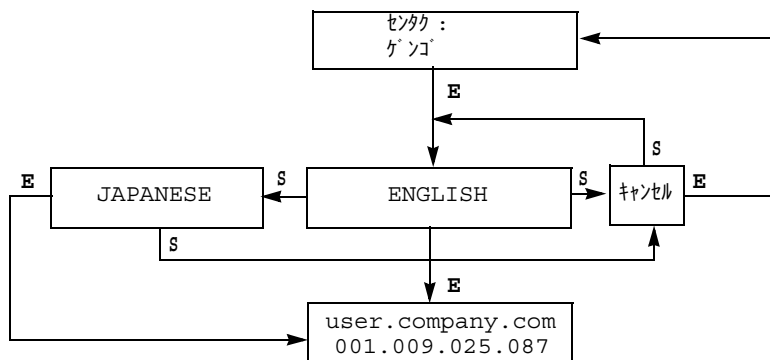 ｾﾝﾀｸ :
ｹﾞﾝｺﾞ
E
S
E
S
S
E
JAPANESE
ENGLISH
ｷｬﾝｾﾙ
S
E
user.company.com
001.009.025.087